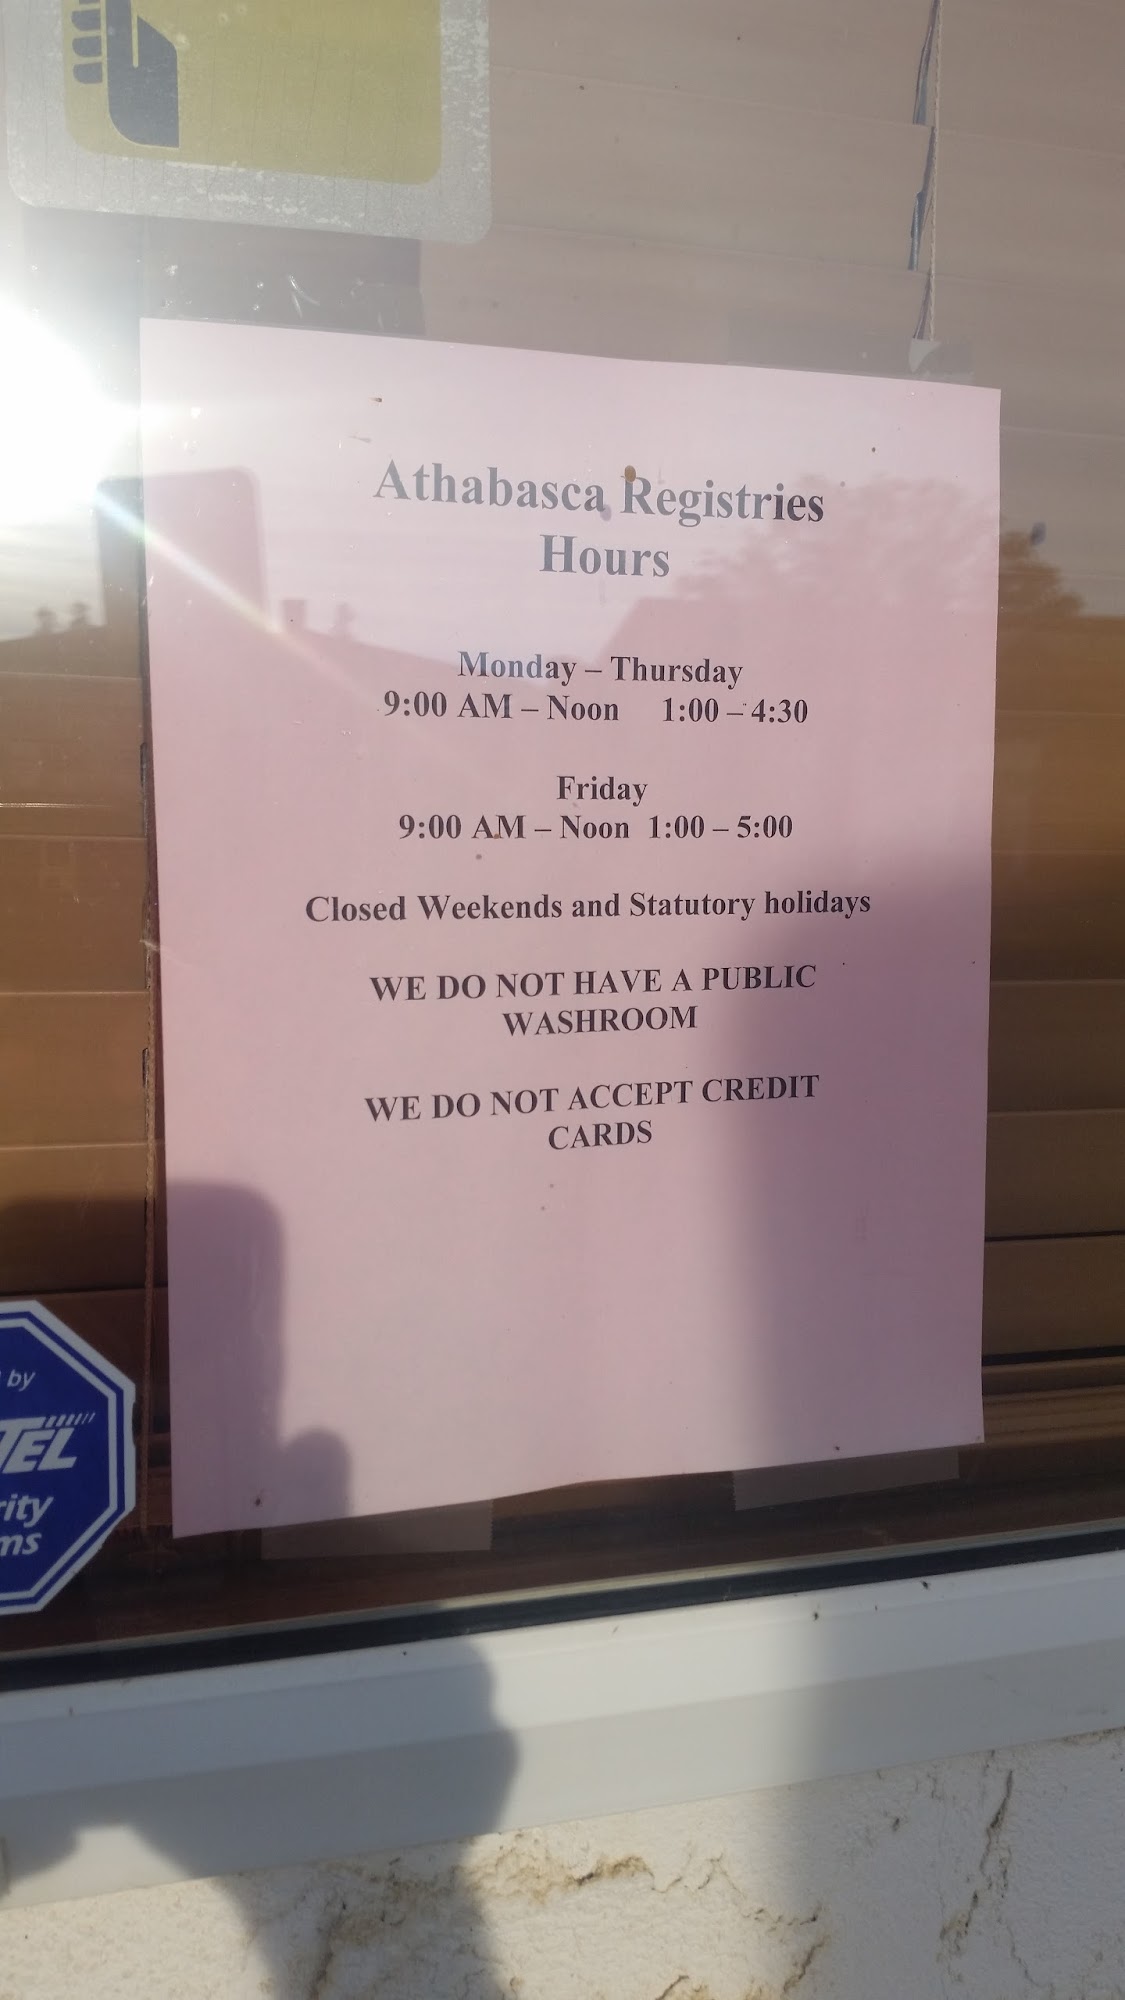 Athabasca Registries
Hours
Monday – Thursday
9:00 AM – Noon 1:00 – 4:30
Friday
9:00 AM – Noon 1:00 – 5:00
Closed Weekends and Statutory holidays
WE DO NOT HAVE A PUBLIC
WASHROOM
WE DO NOT ACCEPT CREDIT
CARDS
by